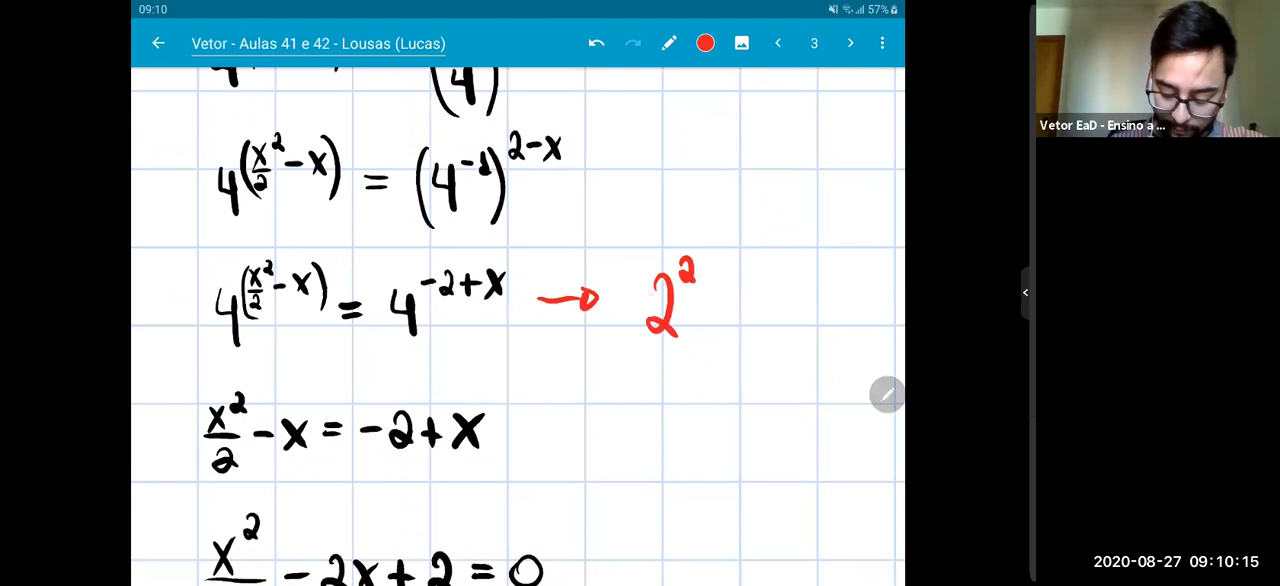 09:10 57%
Vetor - Aulas 41 e 42 - Lousas (Lucas) 3
(4)
4^(x²/2 - x) = (4^-1)^2-x
4^(x²/2 - x) = 4^-2+x → 2²
x²/2 - x = -2 + x
x² - 2x + 2 = 0
Vetor EaD - Ensino a ...
2020-08-27 09:10:15